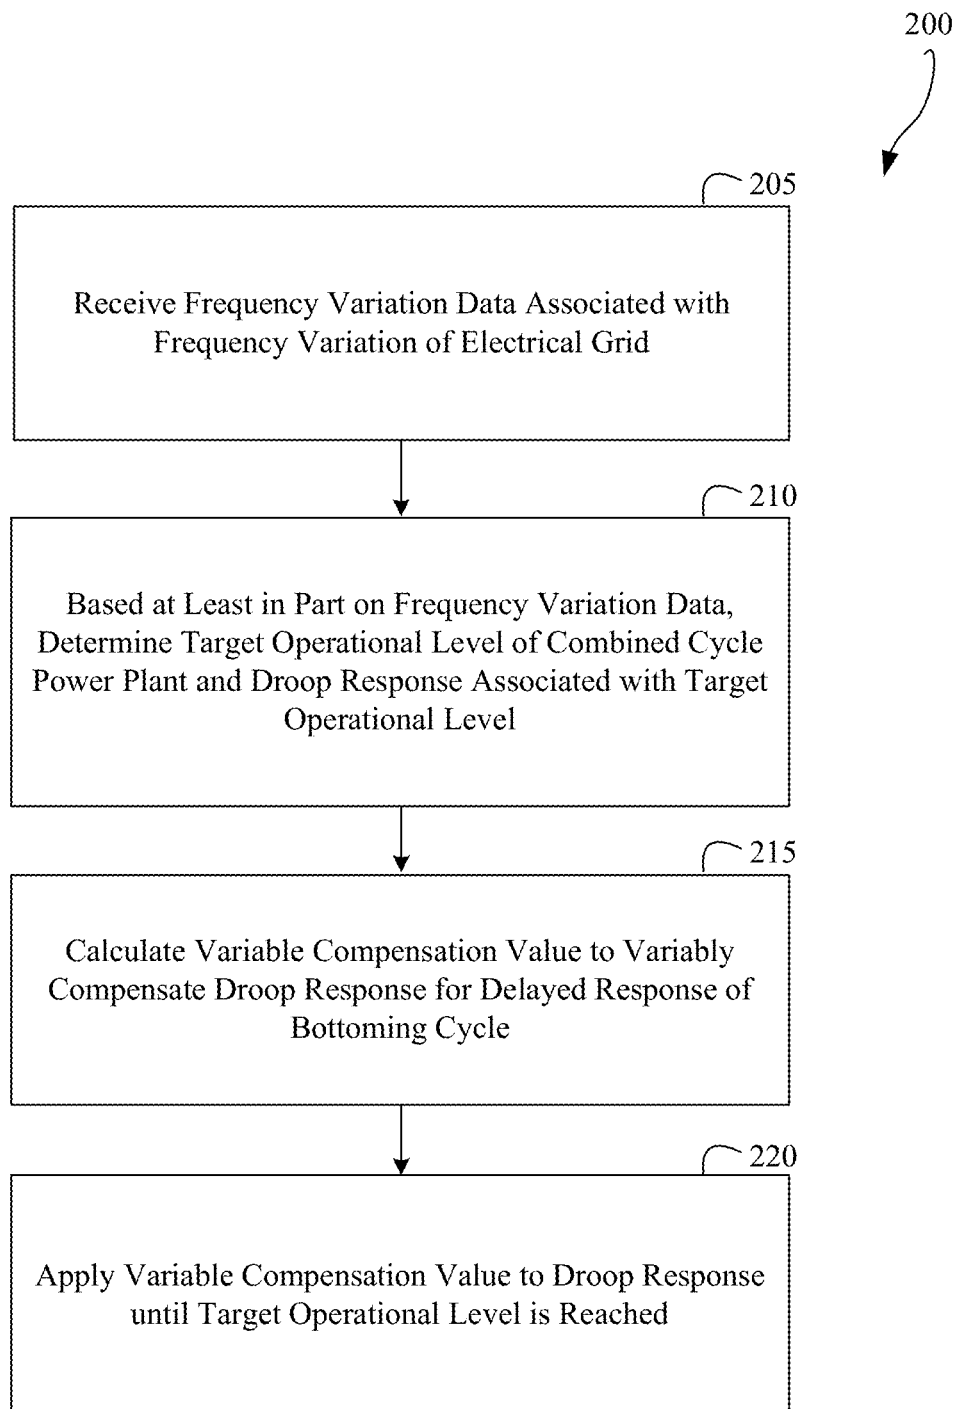 200
205
Receive Frequency Variation Data Associated with
Frequency Variation of Electrical Grid
210
Based at Least in Part on Frequency Variation Data,
Determine Target Operational Level of Combined Cycle
Power Plant and Droop Response Associated with Target
Operational Level
215
Calculate Variable Compensation Value to Variably
Compensate Droop Response for Delayed Response of
Bottoming Cycle
220
Apply Variable Compensation Value to Droop Response
until Target Operational Level is Reached